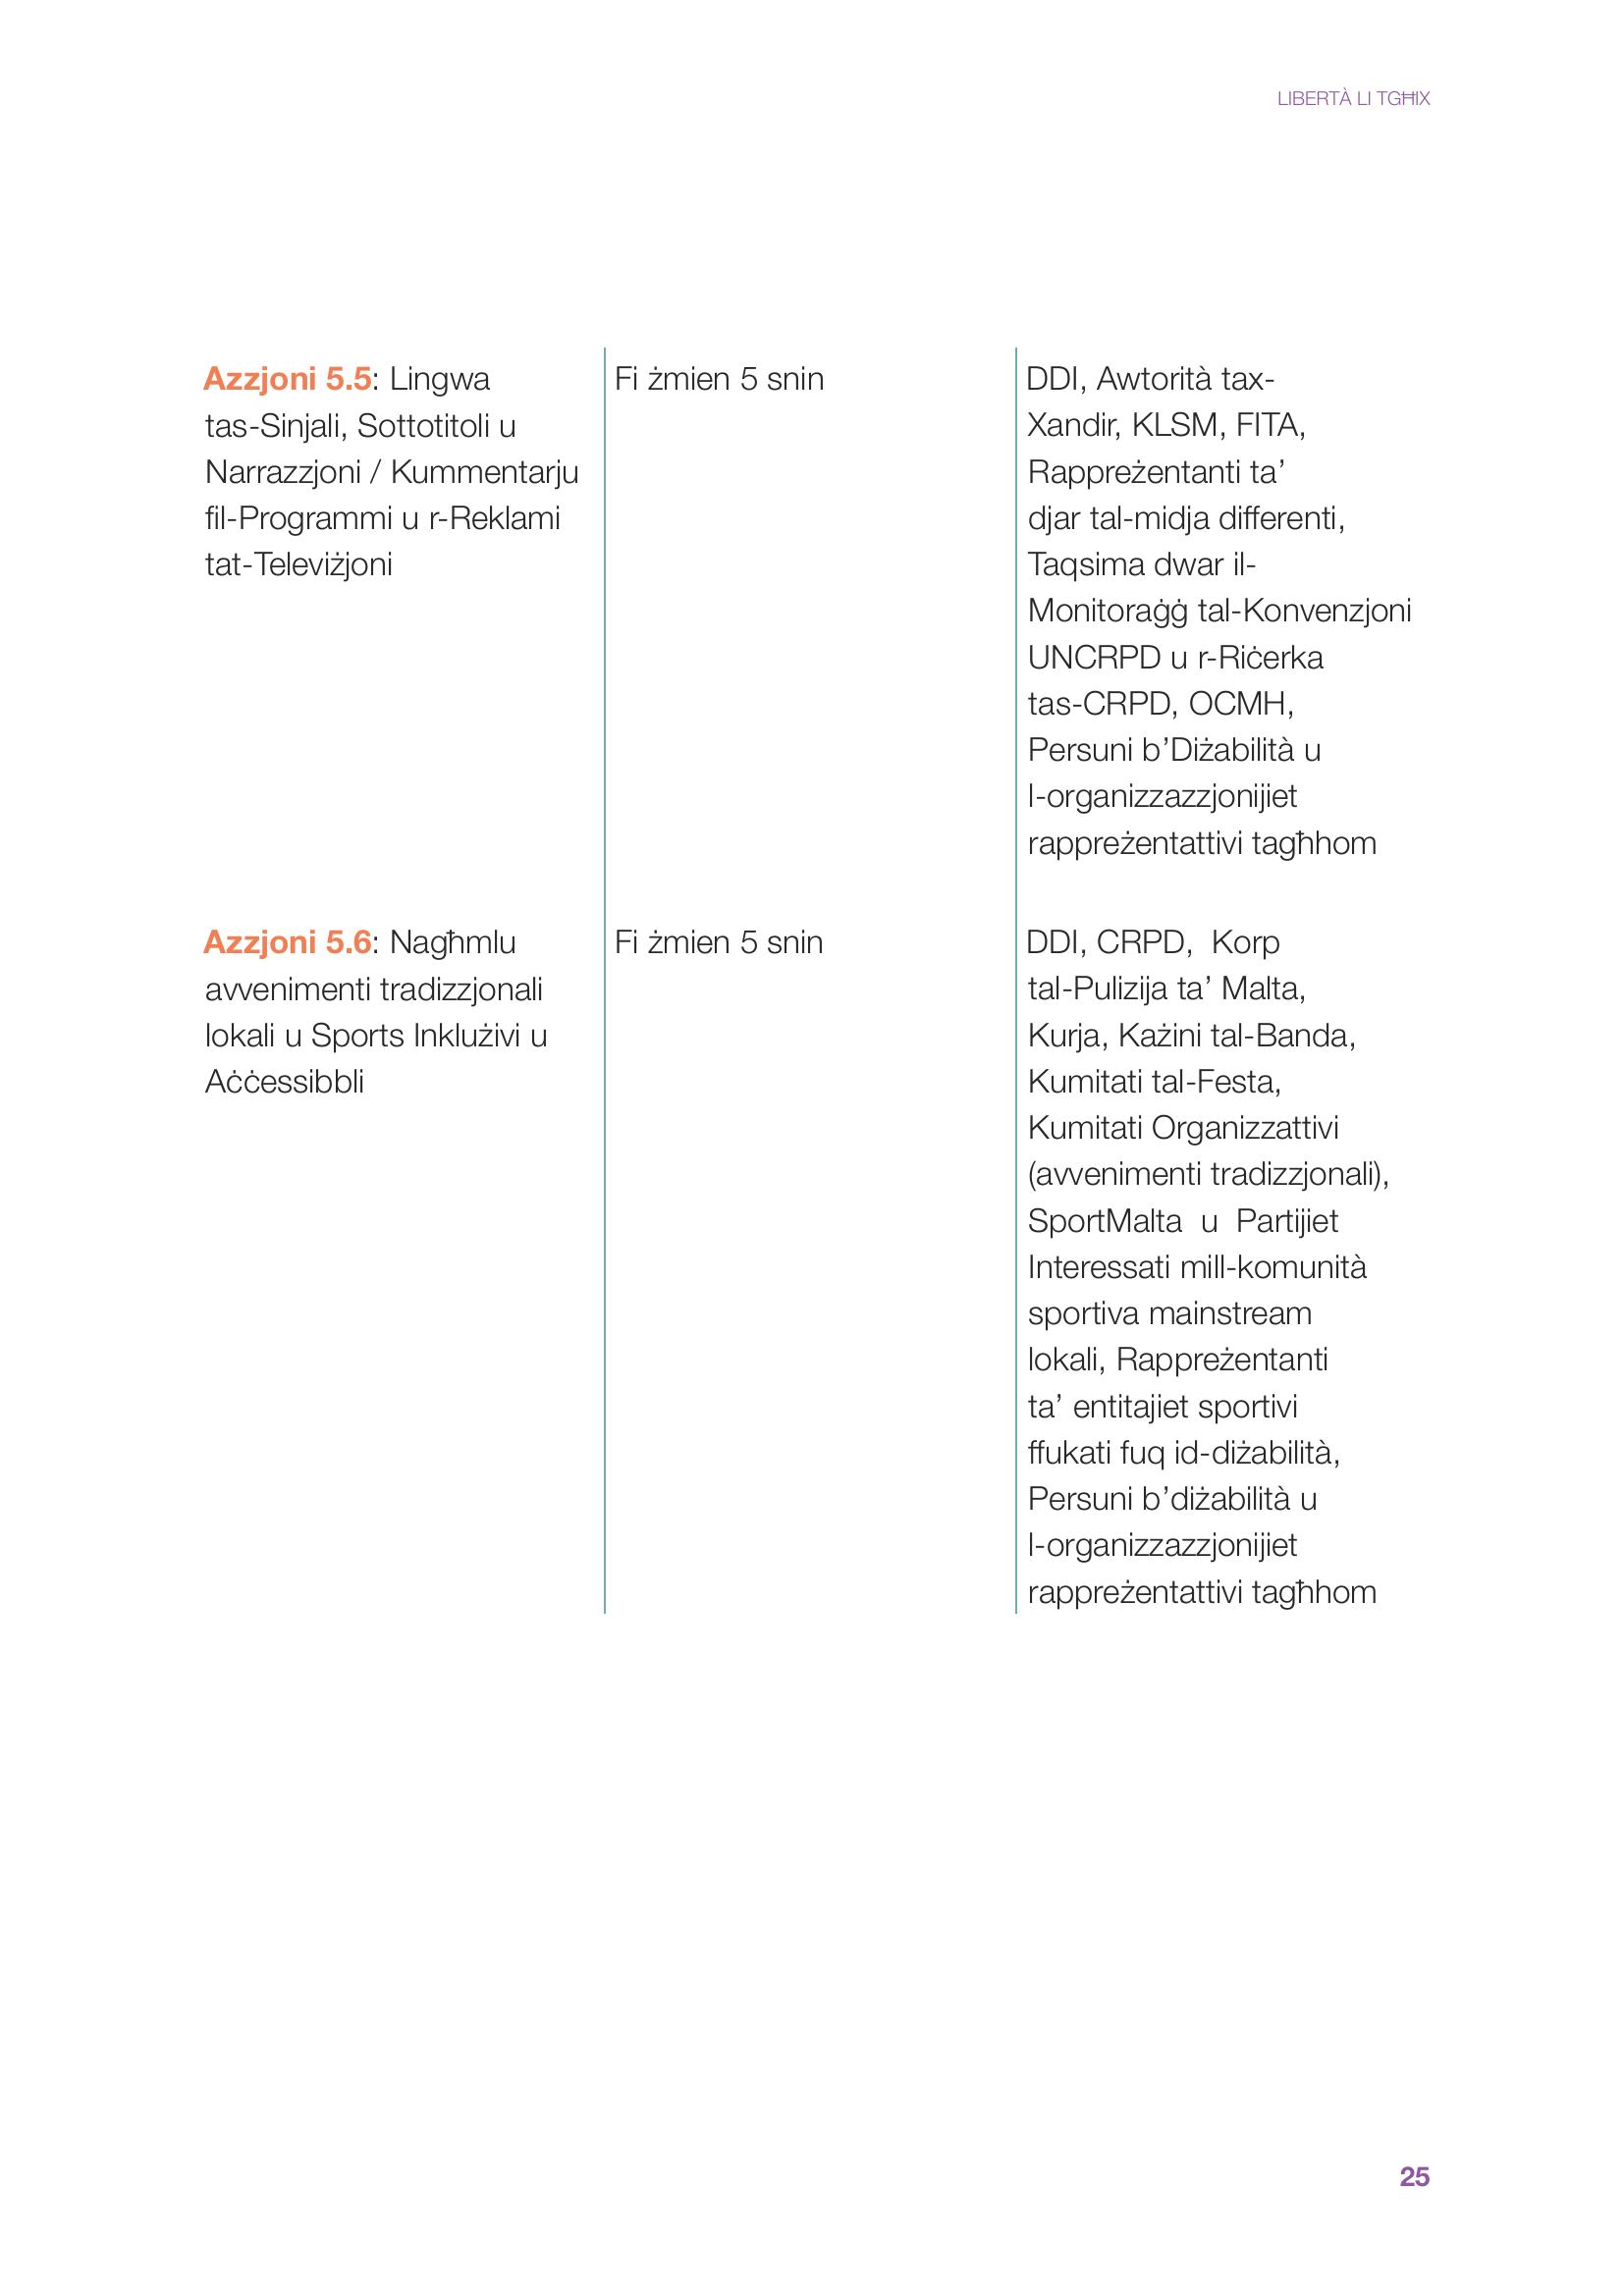 LIBERTÀ LI TGĦIX
Azzjoni 5.5: Lingwa
tas-Sinjali, Sottotitoli u
Narrazzjoni / Kummentarju
fil-Programmi u r-Reklami
tat-Televiżjoni
Fi żmien 5 snin
DDI, Awtorità tax-
Xandir, KLSM, FITA,
Rappreżentanti ta’
djar tal-midja differenti,
Taqsima dwar il-
Monitoraġġ tal-Konvenzjoni
UNCRPD u r-Riċerka
tas-CRPD, OCMH,
Persuni b’Diżabilità u
l-organizzazzjonijiet
rappreżentattivi tagħhom
Azzjoni 5.6: Nagħmlu
avvenimenti tradizzjonali
lokali u Sports Inklużivi u
Aċċessibbli
Fi żmien 5 snin
DDI, CRPD,  Korp
tal-Pulizija ta’ Malta,
Kurja, Każini tal-Banda,
Kumitati tal-Festa,
Kumitati Organizzattivi
(avvenimenti tradizzjonali),
SportMalta  u  Partijiet
Interessati mill-komunità
sportiva mainstream
lokali, Rappreżentanti
ta’ entitajiet sportivi
ffukati fuq id-diżabilità,
Persuni b’diżabilità u
l-organizzazzjonijiet
rappreżentattivi tagħhom
25